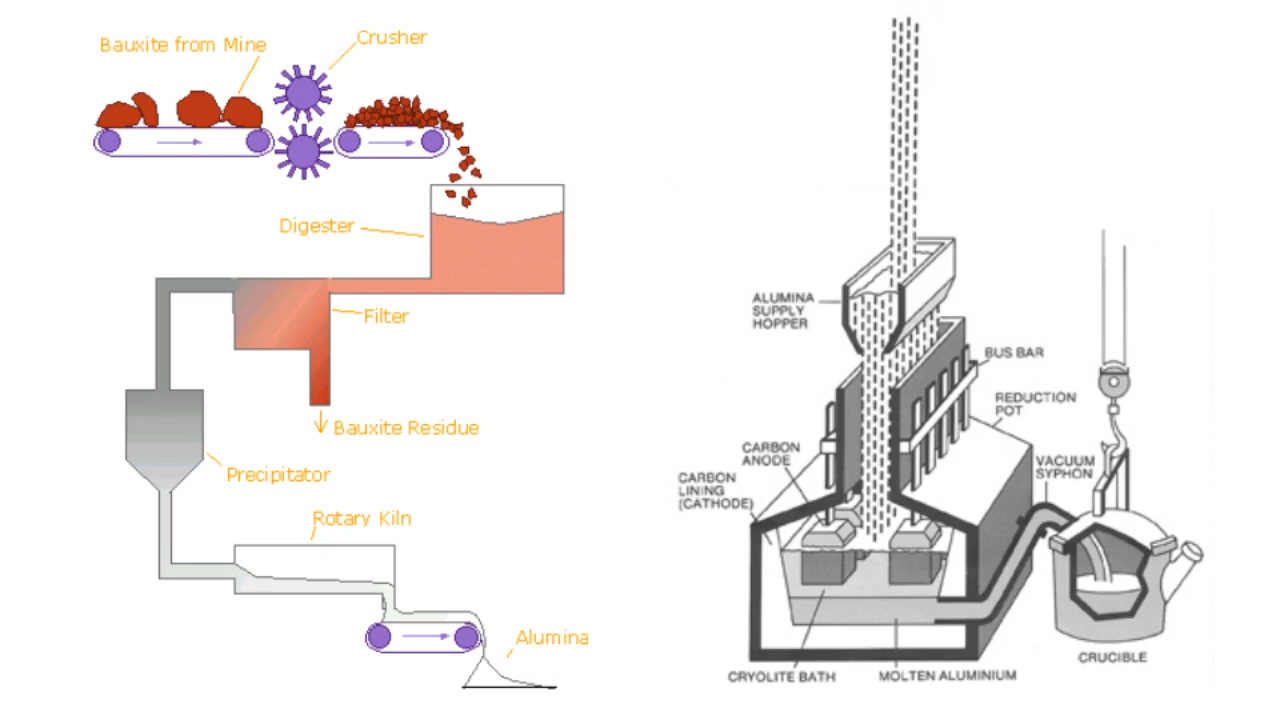 Bauxite from Mine
Crusher
Digester
Filter
Bauxite Residue
Precipitator
Rotary Kiln
Alumina
ALUMINA
SUPPLY
HOPPER
BUS BAR
REDUCTION
POT
CARBON
ANODE
VACUUM
SYPHON
CARBON
LINING
(CATHODE)
CRUCIBLE
CRYOLITE BATH
MOLTEN ALUMINIUM